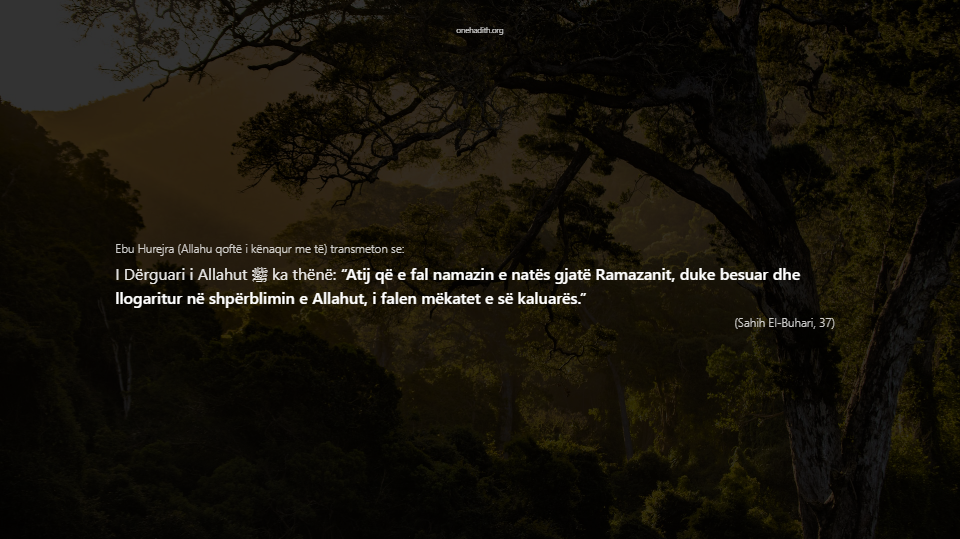 onehadith.org
Ebu Hurejra (Allahu qoftë i kënaqur me të) transmeton se:
I Dërguari i Allahut ﷺ ka thënë: “Atij që e fal namazin e natës gjatë Ramazanit, duke besuar dhe
llogaritur në shpërblimin e Allahut, i falen mëkatet e së kaluarës.”
(Sahih El-Buhari, 37)